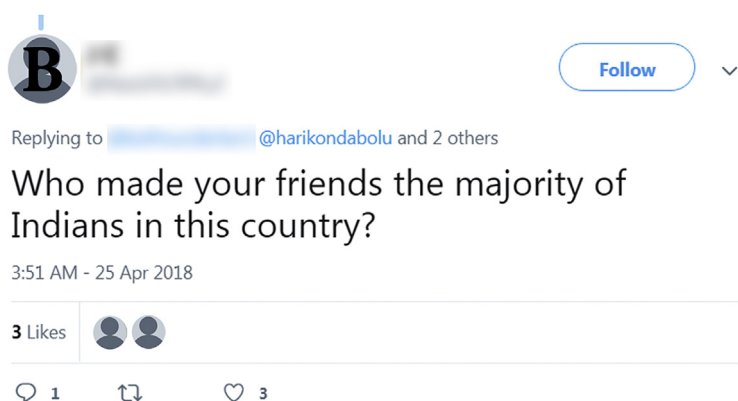 B
Follow
Replying to @harikondabolu and 2 others
Who made your friends the majority of
Indians in this country?
3:51 AM - 25 Apr 2018
3 Likes
1 3